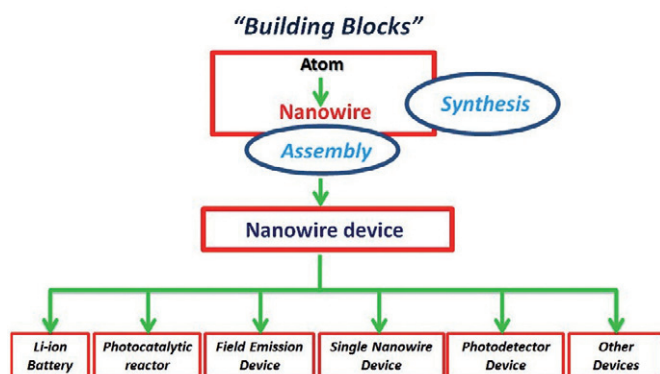 "Building Blocks"
Atom
Nanowire
Synthesis
Assembly
Nanowire device
Li-ion
Battery
Photocatalytic
reactor
Field Emission
Device
Single Nanowire
Device
Photodetector
Device
Other
Devices